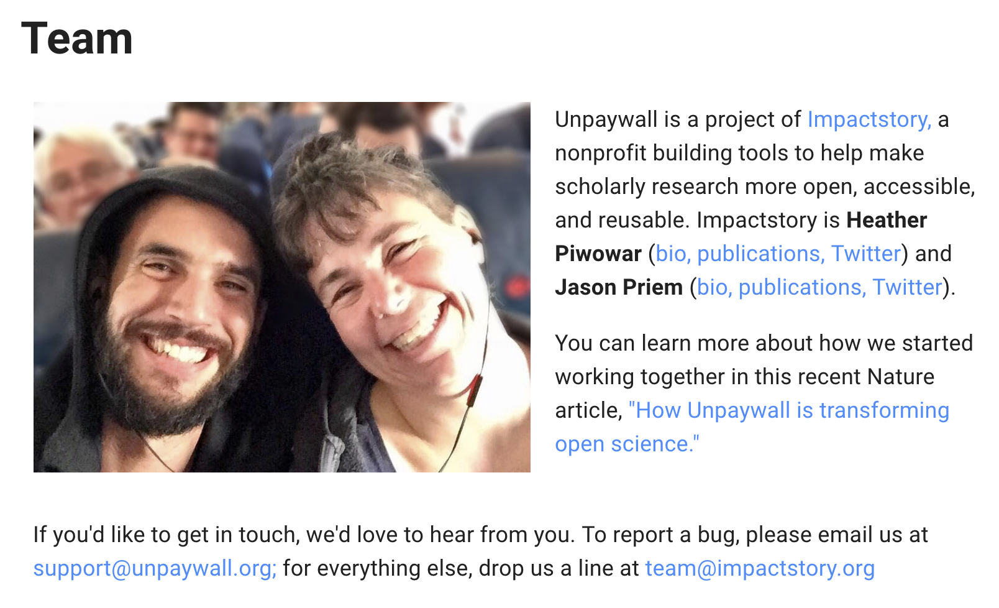 Team
Unpaywall is a project of Impactstory, a
nonprofit building tools to help make
scholarly research more open, accessible,
and reusable. Impactstory is Heather
Piwowar (bio, publications, Twitter) and
Jason Priem (bio, publications, Twitter).
You can learn more about how we started
working together in this recent Nature
article, "How Unpaywall is transforming
open science."
If you'd like to get in touch, we'd love to hear from you. To report a bug, please email us at
support@unpaywall.org; for everything else, drop us a line at team@impactstory.org